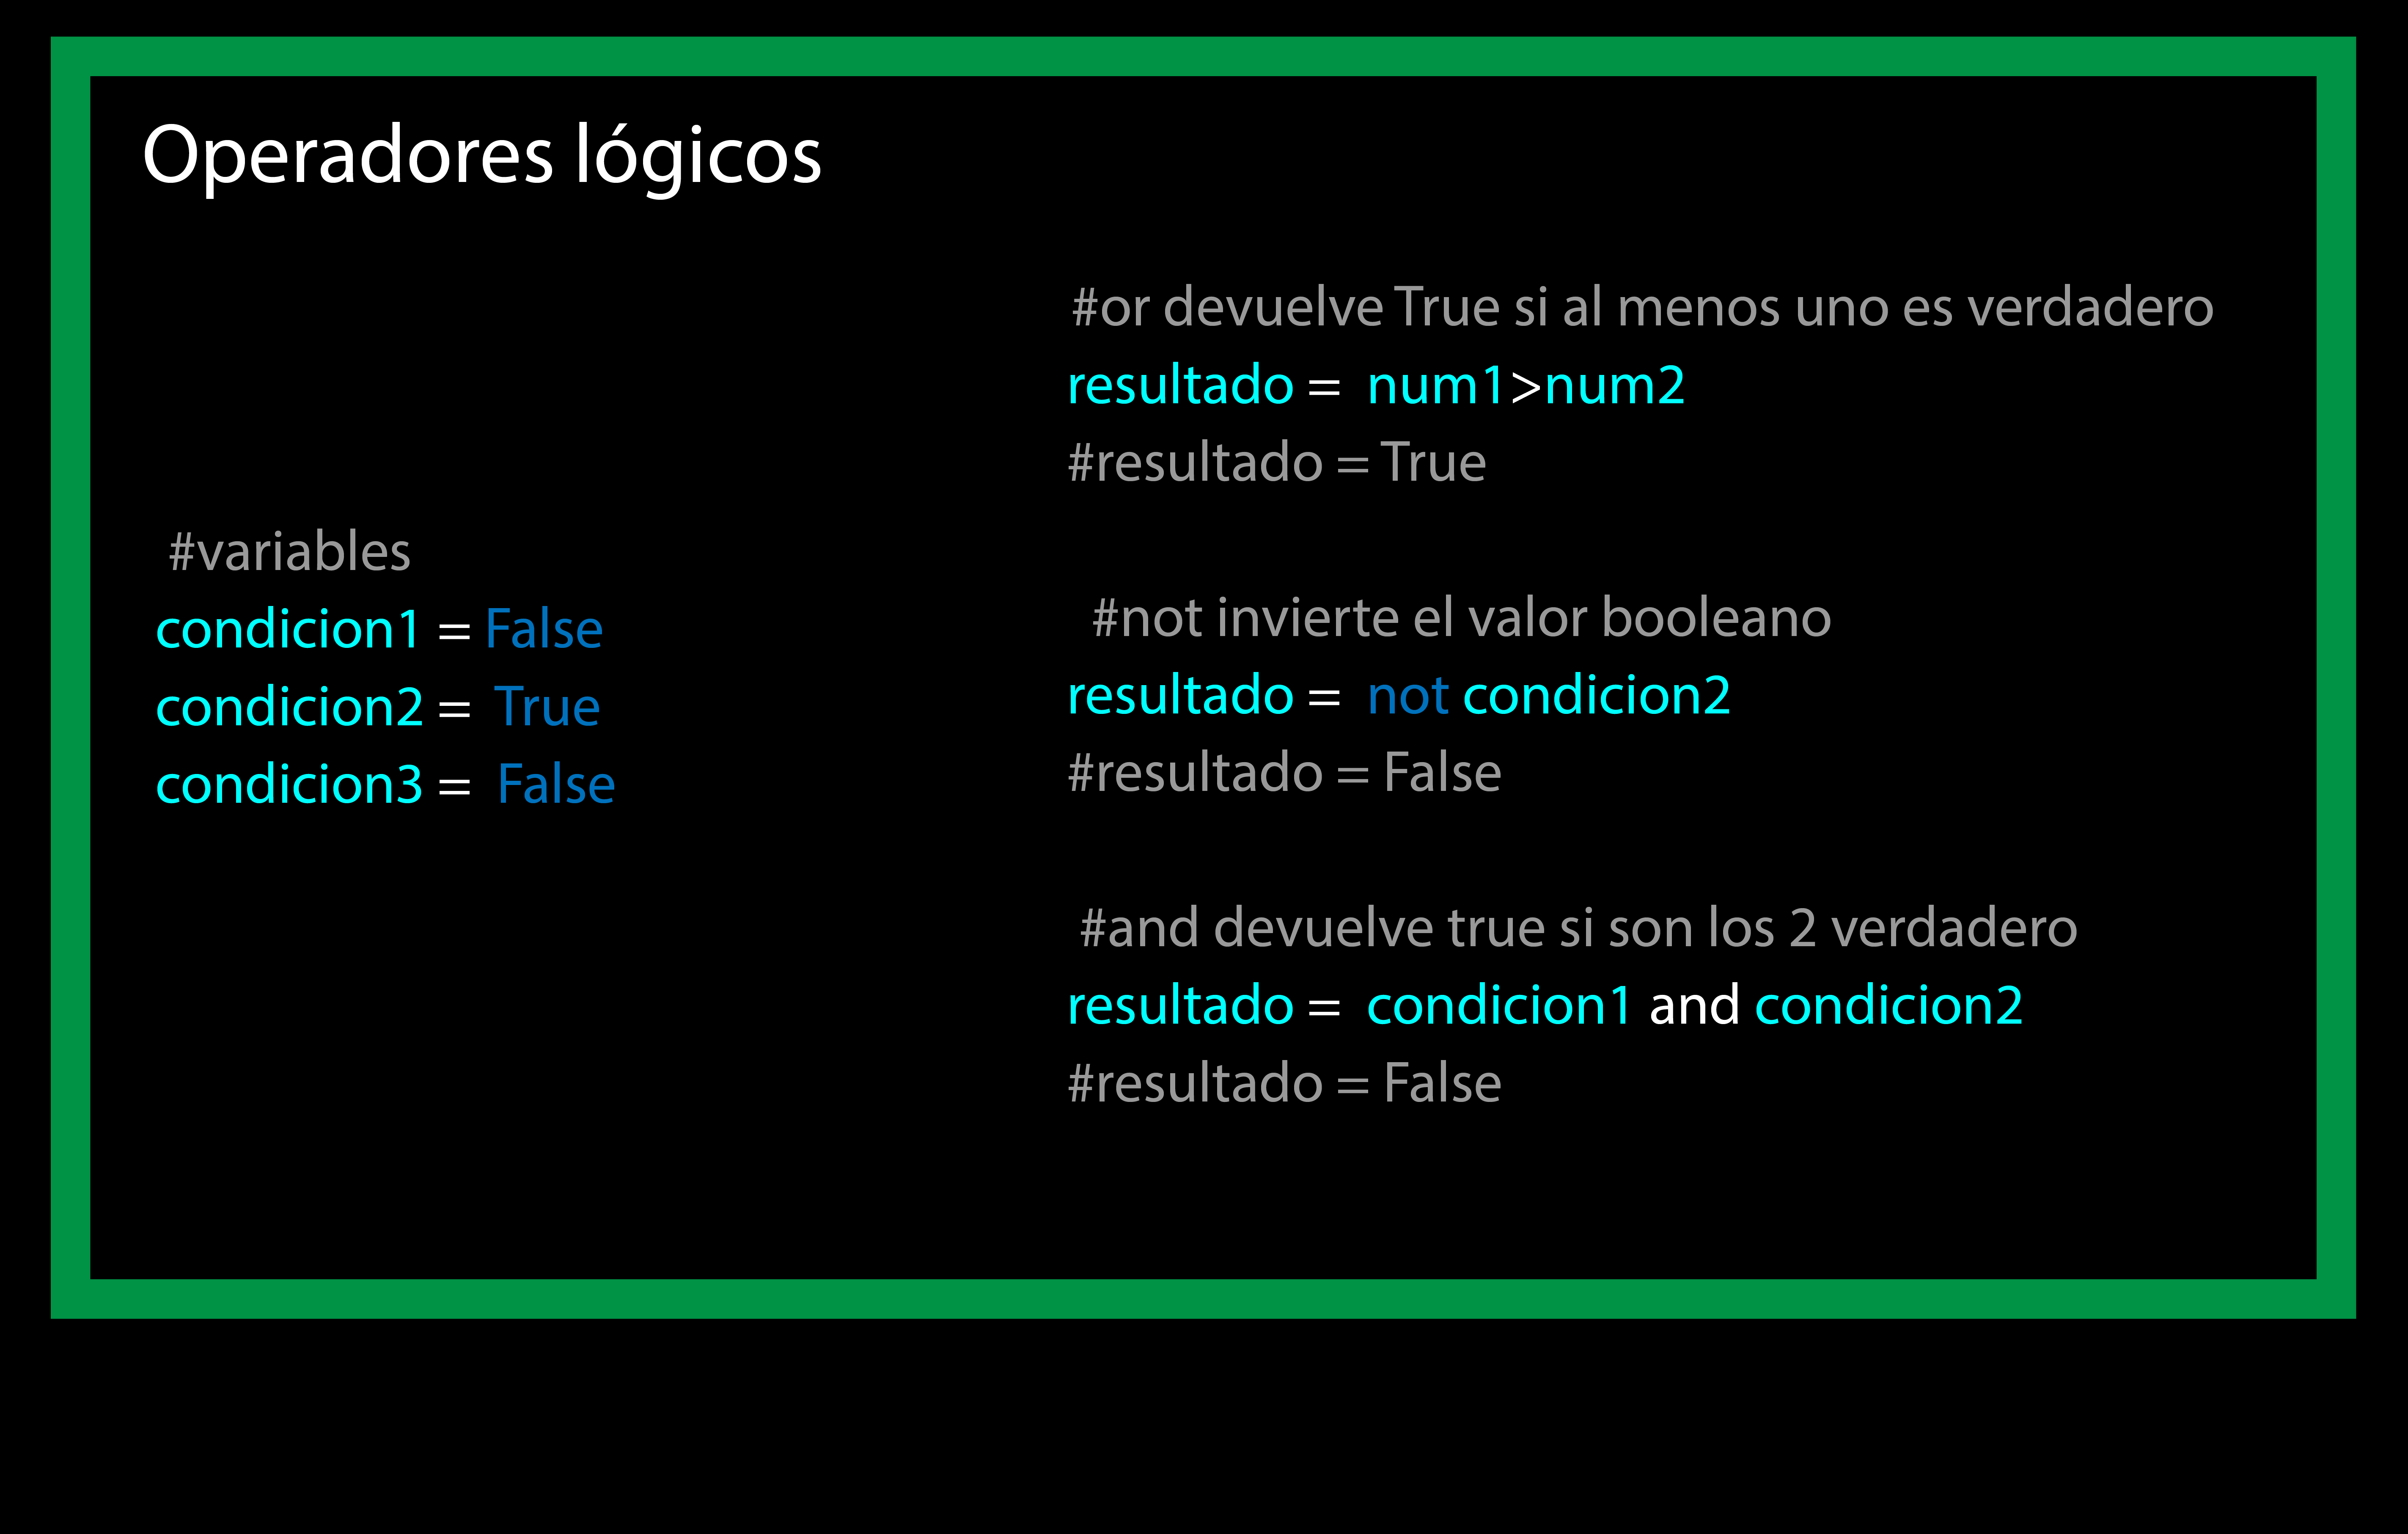 Operadores lógicos
#variables
condicion1 = False
condicion2 = True
condicion3 = False
#or devuelve True si al menos uno es verdadero
resultado = num1>num2
#resultado = True
#not invierte el valor booleano
resultado = not condicion2
#resultado = False
#and devuelve true si son los 2 verdadero
resultado = condicion1 and condicion2
#resultado = False